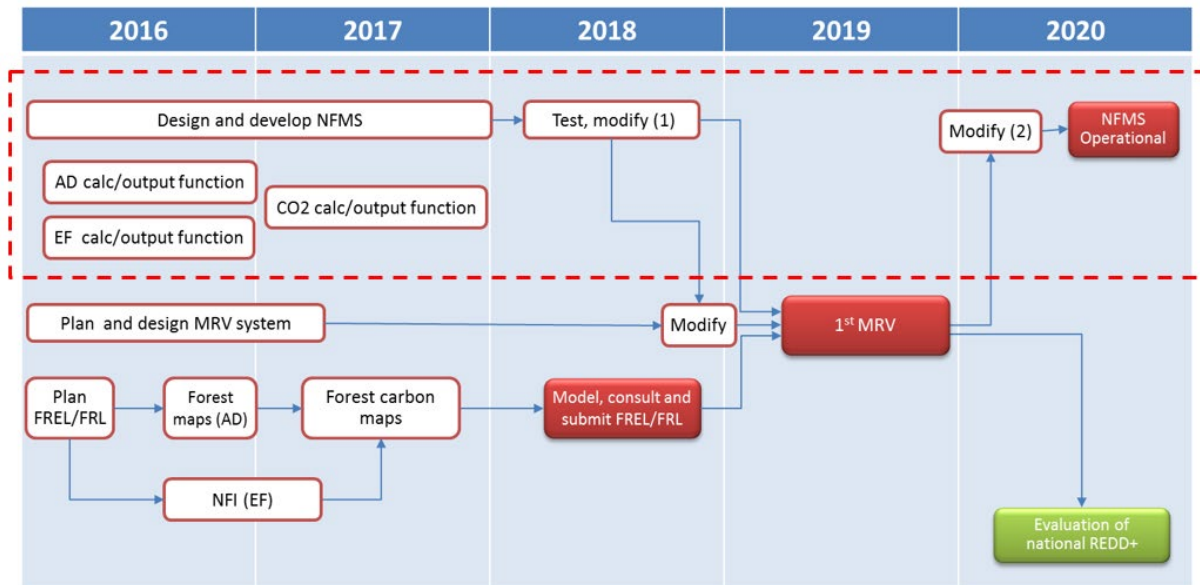 2016
2017
2018
2019
2020
Design and develop NFMS
Test, modify (1)
Modify (2)
NFMS
Operational
AD calc/output function
CO2 calc/output function
EF calc/output function
Plan and design MRV system
Modify
1st MRV
Plan
FREL/FRL
Forest
maps (AD)
Forest carbon
maps
Model, consult and
submit FREL/FRL
NFI (EF)
Evaluation of
national REDD+